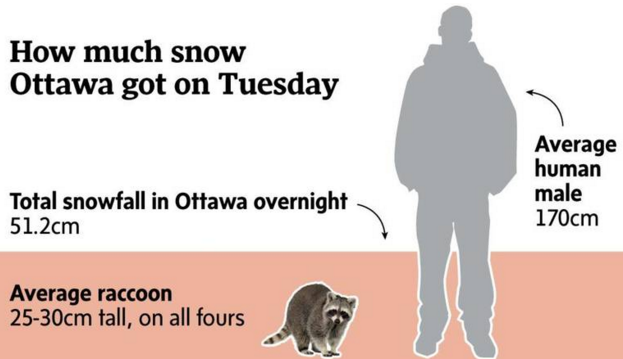 How much snow
Ottawa got on Tuesday
Average
human
male
170cm
Total snowfall in Ottawa overnight
51.2cm
Average raccoon
25-30cm tall, on all fours